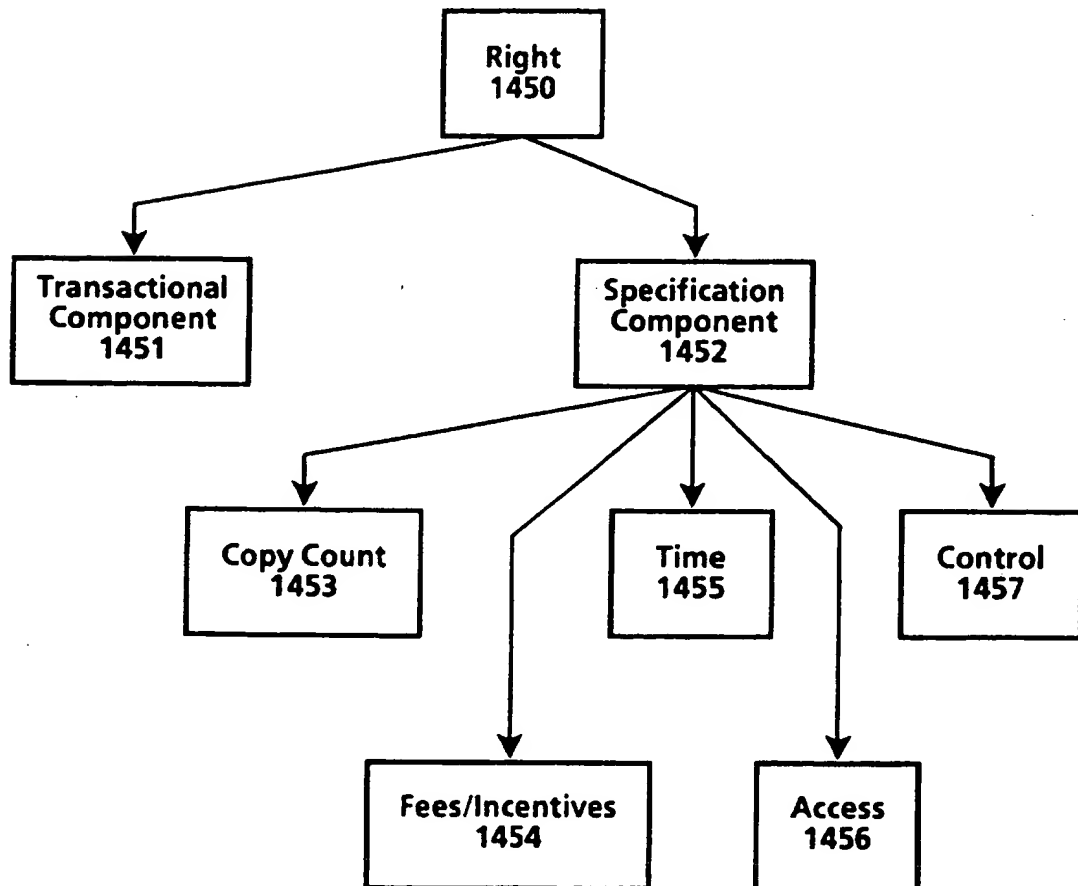 Right
1450
Transactional
Component
1451
Specification
Component
1452
Copy Count
1453
Time
1455
Control
1457
Fees/Incentives
1454
Access
1456